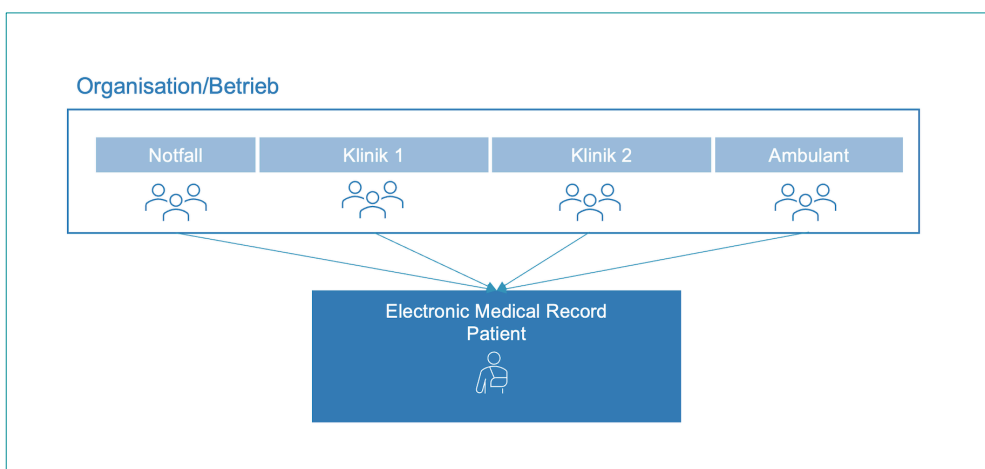 Organisation/Betrieb
Notfall
Klinik 1
Klinik 2
Ambulant
Electronic Medical Record
Patient